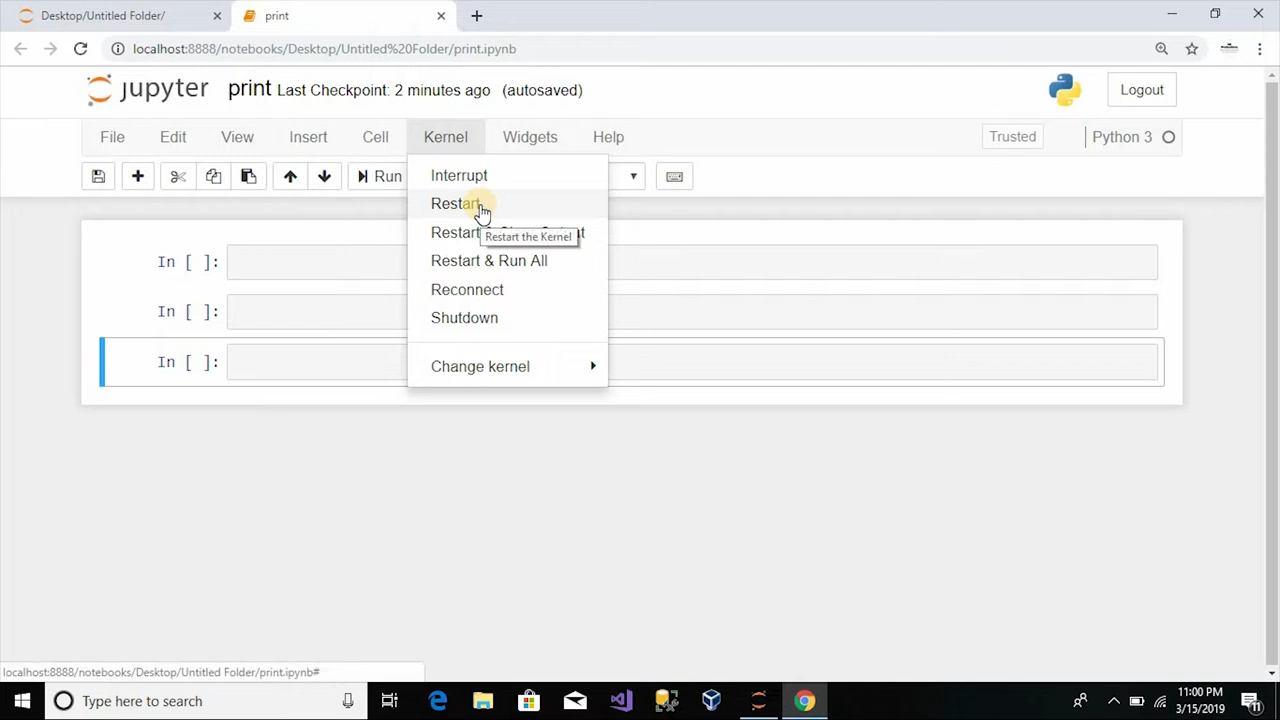 Desktop/Untitled Folder/
print
localhost:8888/notebooks/Desktop/Untitled%20Folder/print.ipynb
jupyter print Last Checkpoint: 2 minutes ago (autosaved)
Logout
File Edit View Insert Cell Kernel Widgets Help
Trusted
Python 3
Run
Interrupt
Restart
Restart
Restart the Kernel
Restart & Run All
Reconnect
Shutdown
Change kernel
In [ ]:
In [ ]:
In [ ]:
localhost:8888/notebooks/Desktop/Untitled Folder/print.ipynb#
Type here to search
11:00 PM
3/15/2019
11